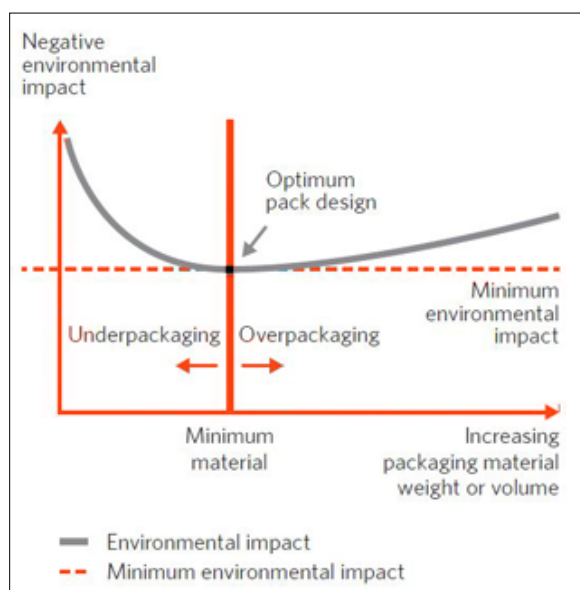 Negative
environmental
impact
Optimum
pack design
Minimum
environmental
impact
Underpackaging
Overpackaging
Minimum
material
Increasing
packaging material
weight or volume
Environmental impact
Minimum environmental impact